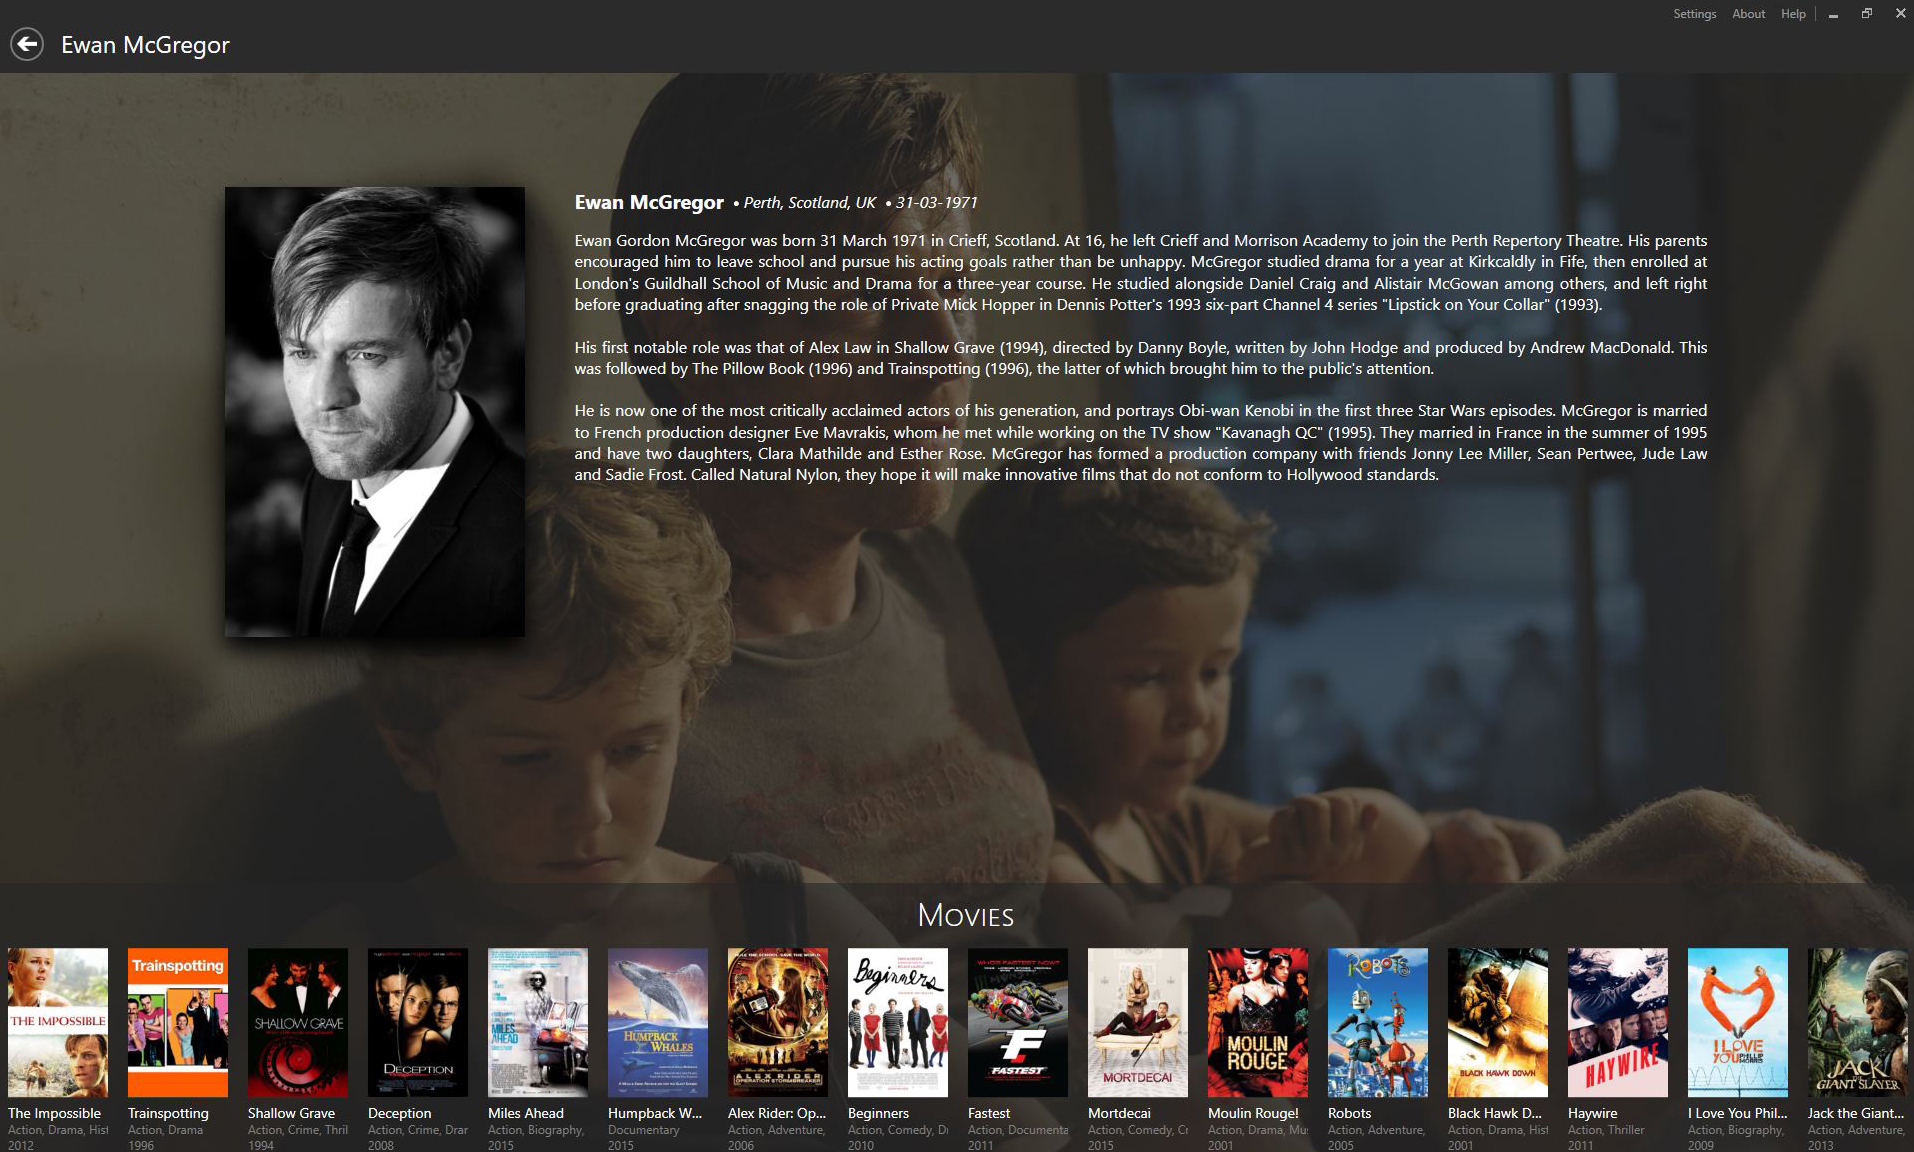 Settings About Help
Ewan McGregor
Ewan McGregor • Perth, Scotland, UK • 31-03-1971
Ewan Gordon McGregor was born 31 March 1971 in Crieff, Scotland. At 16, he left Crieff and Morrison Academy to join the Perth Repertory Theatre. His parents
encouraged him to leave school and pursue his acting goals rather than be unhappy. McGregor studied drama for a year at Kirkcaldly in Fife, then enrolled at
London's Guildhall School of Music and Drama for a three-year course. He studied alongside Daniel Craig and Alistair McGowan among others, and left right
before graduating after snagging the role of Private Mick Hopper in Dennis Potter's 1993 six-part Channel 4 series "Lipstick on Your Collar" (1993).
His first notable role was that of Alex Law in Shallow Grave (1994), directed by Danny Boyle, written by John Hodge and produced by Andrew MacDonald. This
was followed by The Pillow Book (1996) and Trainspotting (1996), the latter of which brought him to the public's attention.
He is now one of the most critically acclaimed actors of his generation, and portrays Obi-wan Kenobi in the first three Star Wars episodes. McGregor is married
to French production designer Eve Mavrakis, whom he met while working on the TV show "Kavanagh QC" (1995). They married in France in the summer of 1995
and have two daughters, Clara Mathilde and Esther Rose. McGregor has formed a production company with friends Jonny Lee Miller, Sean Pertwee, Jude Law
and Sadie Frost. Called Natural Nylon, they hope it will make innovative films that do not conform to Hollywood standards.
MOVIES
THE IMPOSSIBLE
Trainspotting
SHALLOW GRAVE
DECEPTION
MILES AHEAD
HUMPBACK WHALES
ALEX RIDER OPERATION STORMBREAKER
Beginners
F FASTEST
MORTDECAI
MOULIN ROUGE
ROBOTS
BLACK HAWK DOWN
HAYWIRE
I LOVE YOU PHILLIP MORRIS
JACK THE GIANT SLAYER
The Impossible Trainspotting Shallow Grave Deception Miles Ahead Humpback W... Alex Rider: Op... Beginners Fastest Mortdecai Moulin Rouge! Robots Black Hawk D... Haywire I Love You Phil... Jack the Giant...
Action, Drama, Hist Action, Drama Action, Crime, Thril Action, Crime, Drar Action, Biography, Documentary Action, Adventure, Action, Comedy, Di Action, Documenta Action, Comedy, Cr Action, Drama, Mus Action, Adventure, Action, Drama, Hist Action, Thriller Action, Biography, Action, Adventure,
2012 1996 1994 2008 2015 2015 2006 2010 2011 2015 2001 2005 2001 2011 2009 2013